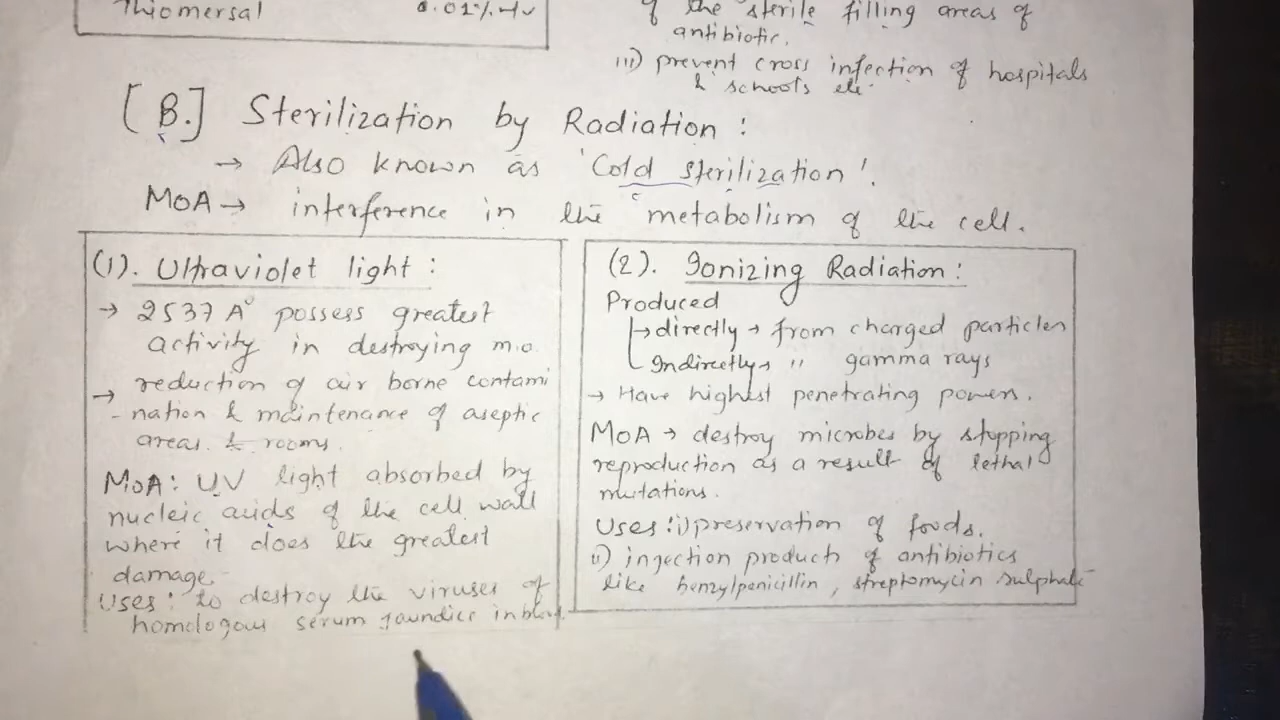 Thiomersal 0.01% w/v
of the sterile filling areas of
antibiotic.
iii) prevent cross infection of hospitals
& schools etc.
[B.] Sterilization by Radiation :
→ Also known as 'Cold sterilization'.
MOA → interference in the metabolism of the cell.
(1). Ultraviolet light :
→ 2537 A° possess greatest
activity in destroying m.o.
→ reduction of air borne contami
-nation & maintenance of aseptic
areas & rooms.
MOA : UV light absorbed by
nucleic acids of the cell wall
where it does the greatest
damage.
Uses : to destroy the viruses of
homologous serum jaundice in blood.
(2). Ionizing Radiation :
Produced
→ directly → from charged particles
Indirectly → " gamma rays
→ Have highest penetrating powers.
MOA → destroy microbes by stopping
reproduction as a result of lethal
mutations.
Uses : i) preservation of foods.
ii) ingection products of antibiotics
like benzylpenicillin, streptomycin sulphate